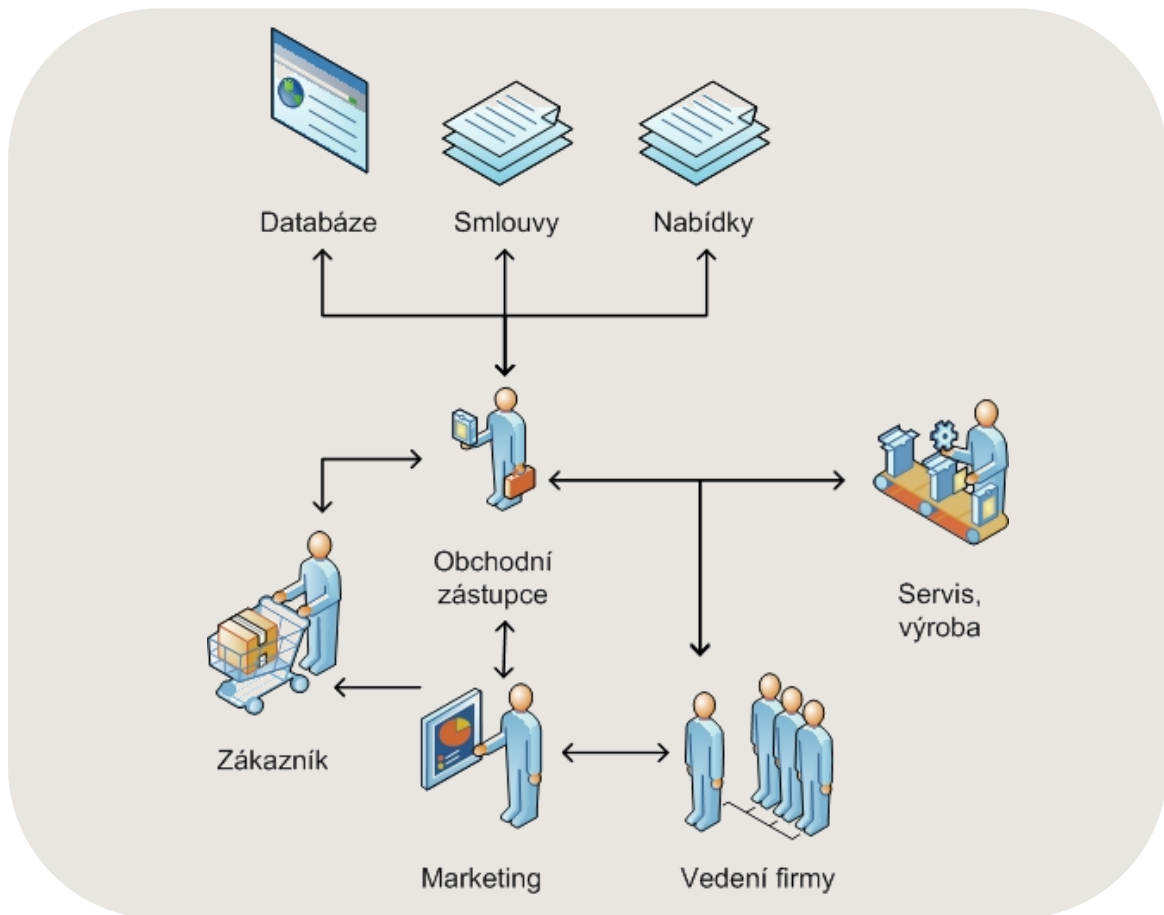 Databáze
Smlouvy
Nabídky
Obchodní
zástupce
Servis,
výroba
Zákazník
Marketing
Vedení firmy